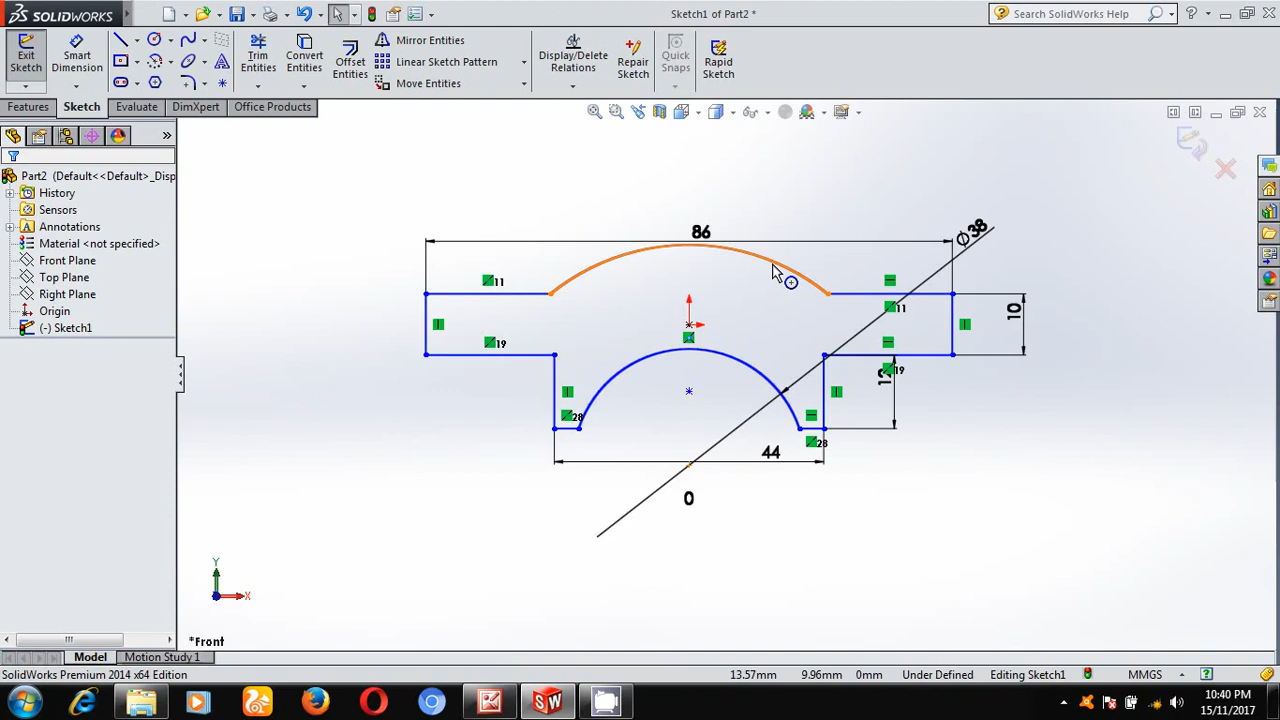 SOLIDWORKS
Sketch1 of Part2 *
Search SolidWorks Help
Exit Sketch
Smart Dimension
Trim Entities
Convert Entities
Offset Entities
Mirror Entities
Linear Sketch Pattern
Move Entities
Display/Delete Relations
Repair Sketch
Quick Snaps
Rapid Sketch
Features
Sketch
Evaluate
DimXpert
Office Products
Part2 (Default<<Default>_Disp
History
Sensors
Annotations
Material <not specified>
Front Plane
Top Plane
Right Plane
Origin
(-) Sketch1
86
Ø38
11
11
10
19
19
12
28
28
44
0
Y
X
*Front
Model
Motion Study 1
SolidWorks Premium 2014 x64 Edition
13.57mm
9.96mm
0mm
Under Defined
Editing Sketch1
MMGS
10:40 PM
15/11/2017